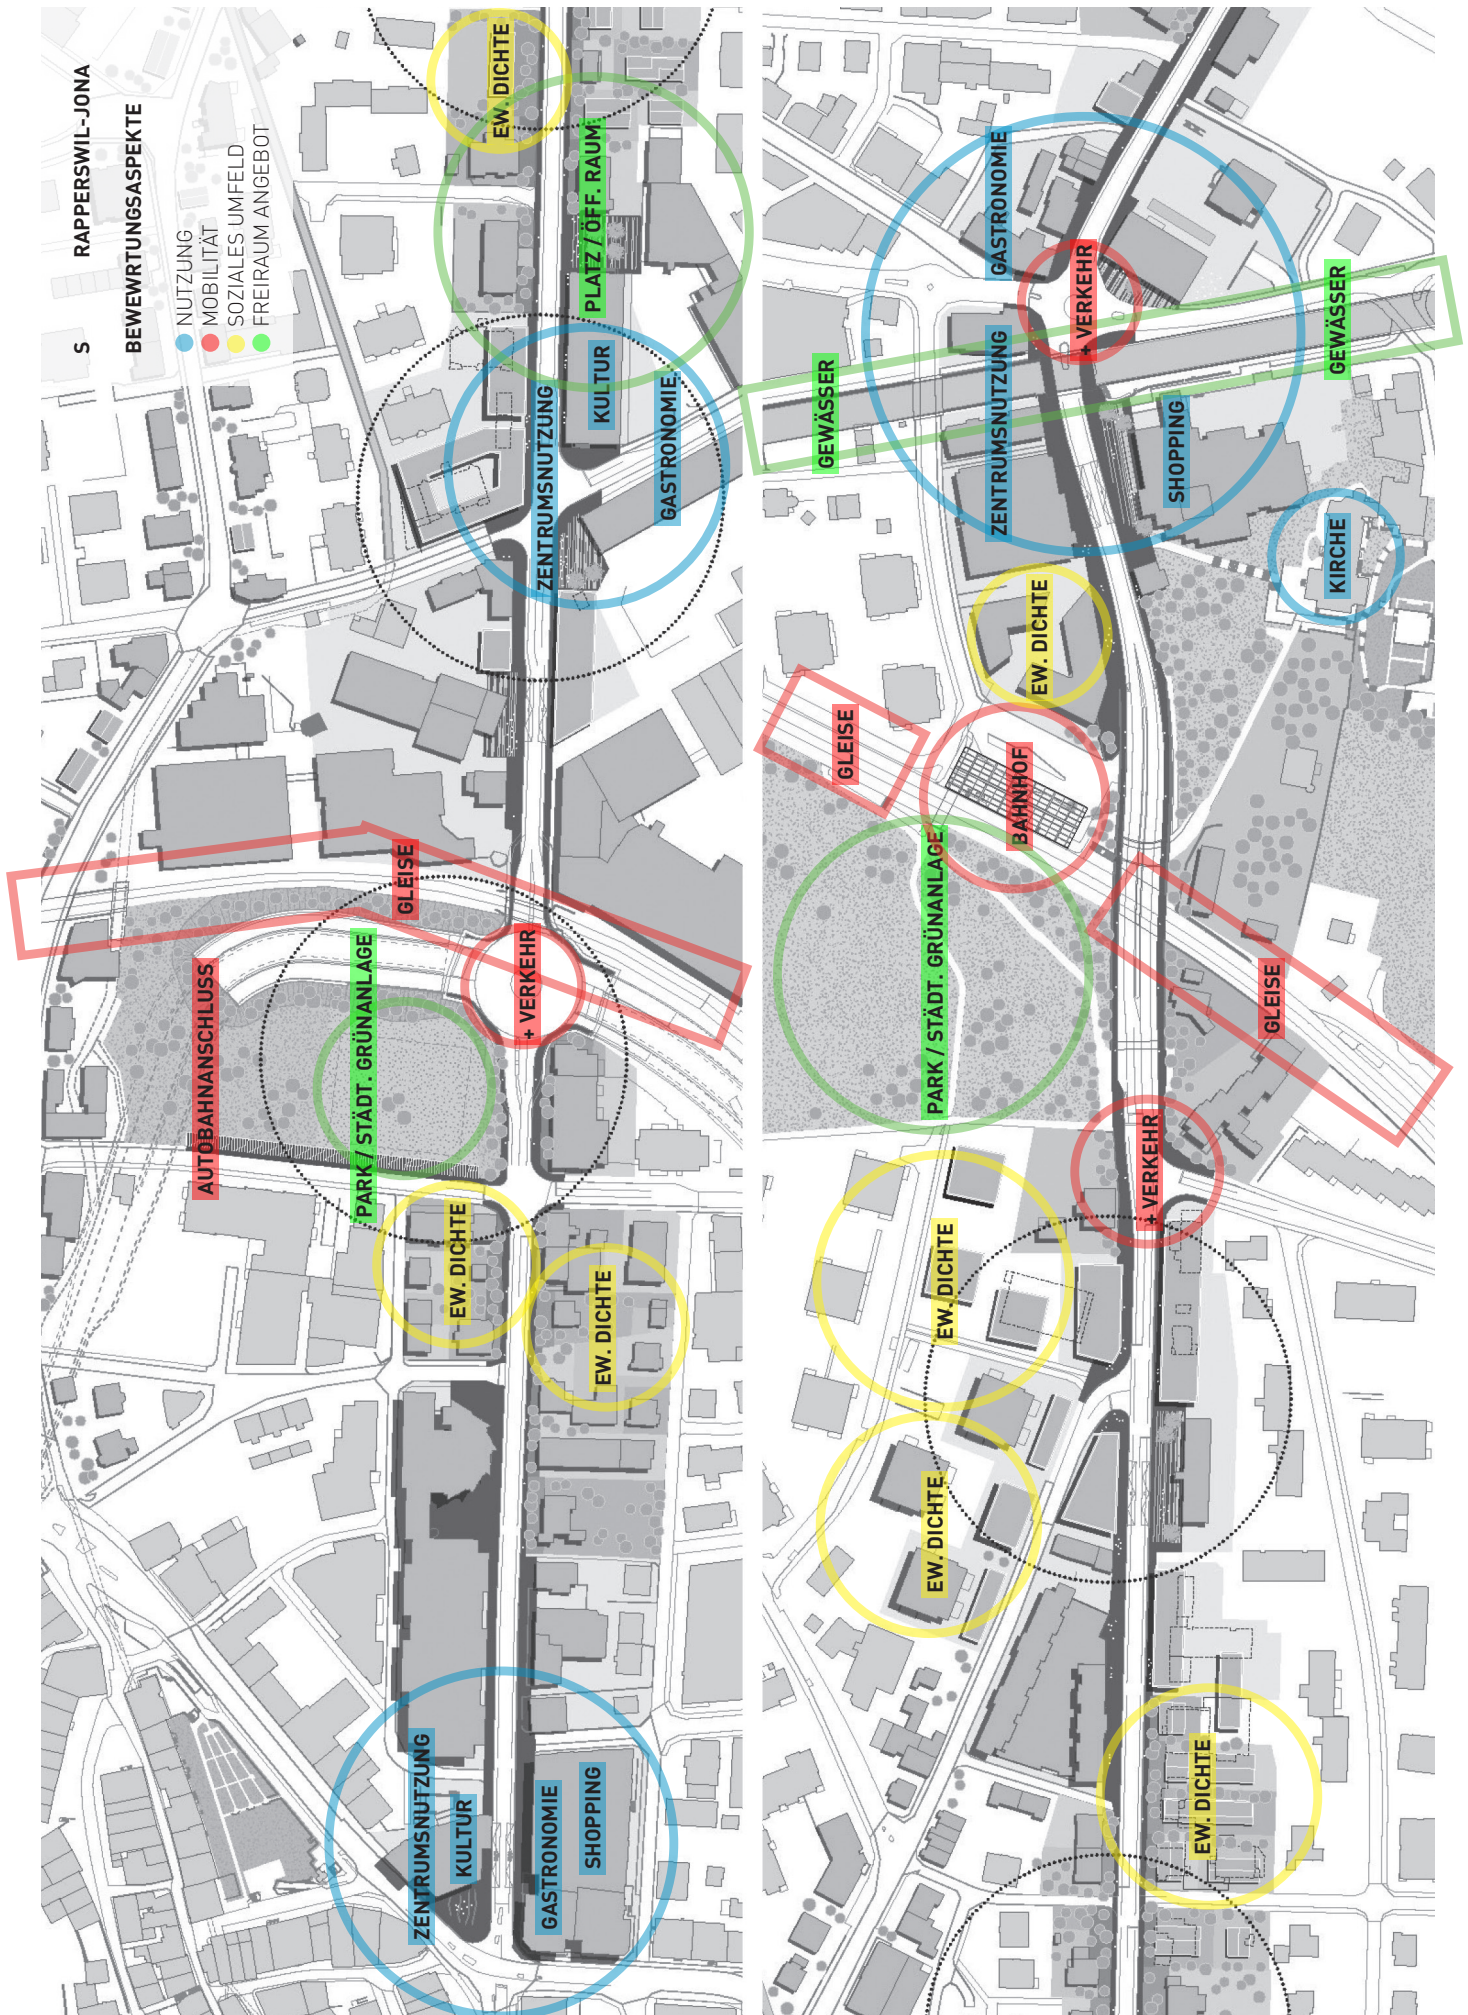 S RAPPERSWIL-JONA
BEWEWRTUNGSASPEKTE
NUTZUNG
MOBILITÄT
SOZIALES UMFELD
FREIRAUM ANGEBOT
ZENTRUMSNUTZUNG
KULTUR
GASTRONOMIE
SHOPPING
EW. DICHTE
EW. DICHTE
AUTOBAHNANSCHLUSS
PARK / STÄDT. GRÜNANLAGE
+ VERKEHR
GLEISE
ZENTRUMSNUTZUNG
KULTUR
GASTRONOMIE
PLATZ / ÖFF. RAUM
EW. DICHTE
EW. DICHTE
EW. DICHTE
EW. DICHTE
+ VERKEHR
PARK / STÄDT. GRÜNANLAGE
GLEISE
BAHNHOF
GLEISE
EW. DICHTE
KIRCHE
ZENTRUMSNUTZUNG
SHOPPING
GEWÄSSER
+ VERKEHR
GEWÄSSER
GASTRONOMIE